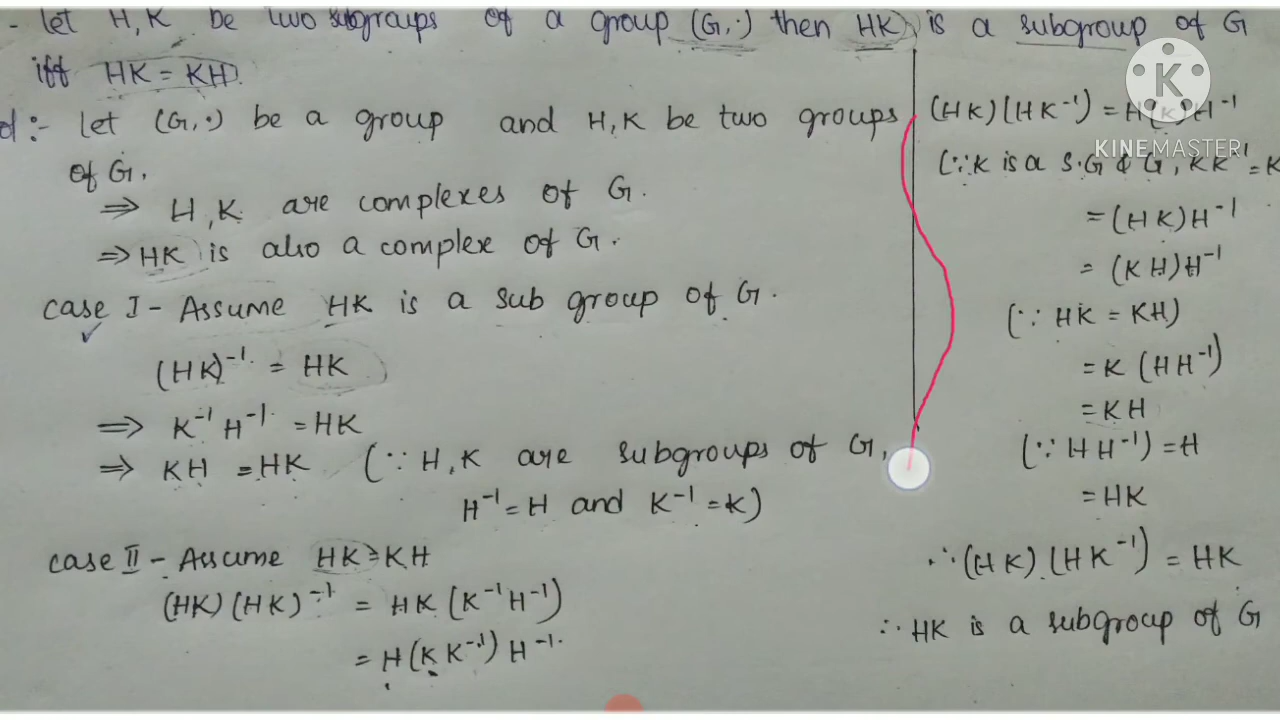 - let H, K be two subgroups of a group (G, ·) then HK is a subgroup of G
iff HK = KH.
d :- let (G, ·) be a group and H, K be two groups
of G.
⇒ H, K are complexes of G.
⇒ HK is also a complex of G.
case I - Assume HK is a sub group of G.
(HK)⁻¹ = HK
⇒ K⁻¹ H⁻¹ = HK
⇒ KH = HK (∵ H, K are subgroups of G,
H⁻¹ = H and K⁻¹ = K)
case II - Assume HK = KH
(HK)(HK)⁻¹ = HK (K⁻¹H⁻¹)
= H(K K⁻¹) H⁻¹
(HK)(HK⁻¹) = H(K)H⁻¹
(∵ K is a S.G of G, KK⁻¹ = K
= (HK)H⁻¹
= (KH)H⁻¹
(∵ HK = KH)
= K (HH⁻¹)
= KH
(∵ HH⁻¹) = H
= HK
∴ (HK)(HK⁻¹) = HK
∴ HK is a subgroup of G
K
KINEMASTER